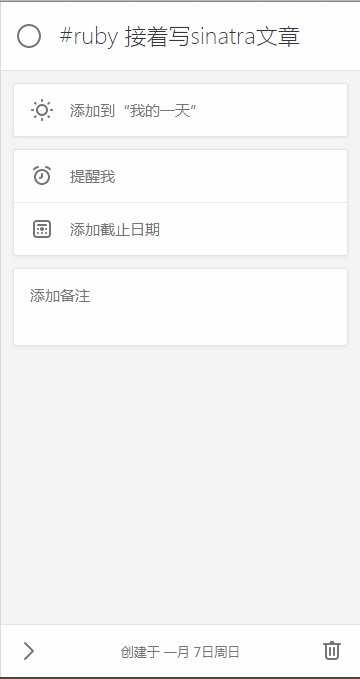 #ruby 接着写sinatra文章
添加到“我的一天”
提醒我
添加截止日期
添加备注
创建于 一月 7日周日